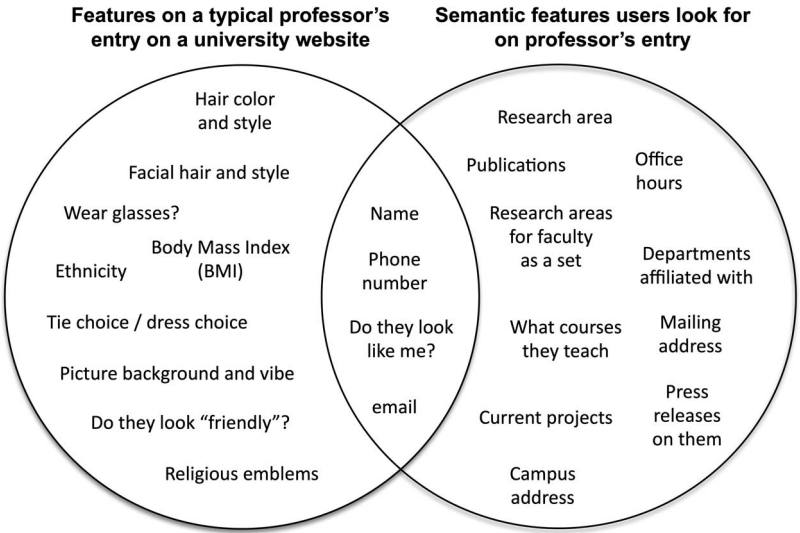 Features on a typical professor's
entry on a university website
Semantic features users look for
on professor's entry
Hair color
and style
Facial hair and style
Wear glasses?
Body Mass Index
(BMI)
Ethnicity
Tie choice / dress choice
Picture background and vibe
Do they look “friendly”?
Religious emblems
Name
Phone
number
Do they look
like me?
email
Research area
Publications
Office
hours
Research areas
for faculty
as a set
Departments
affiliated with
What courses
they teach
Mailing
address
Current projects
Press
releases
on them
Campus
address